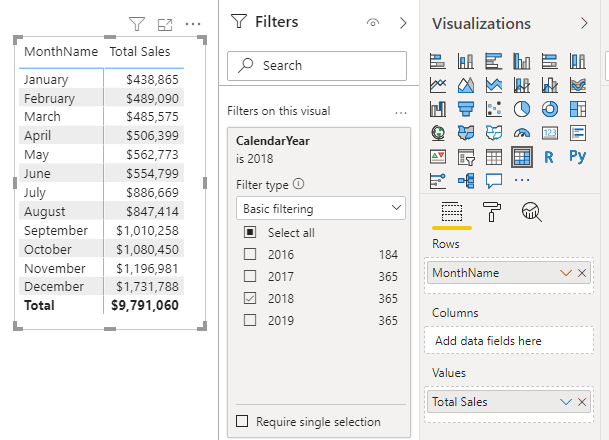 MonthName Total Sales
January $438,865
February $489,090
March $485,575
April $506,399
May $562,773
June $554,799
July $886,669
August $847,414
September $1,010,258
October $1,080,450
November $1,196,981
December $1,731,788
Total $9,791,060
Filters
Search
Filters on this visual
CalendarYear
is 2018
Filter type
Basic filtering
Select all
2016 184
2017 365
2018 365
2019 365
Require single selection
Visualizations
123
R Py
Rows
MonthName
Columns
Add data fields here
Values
Total Sales